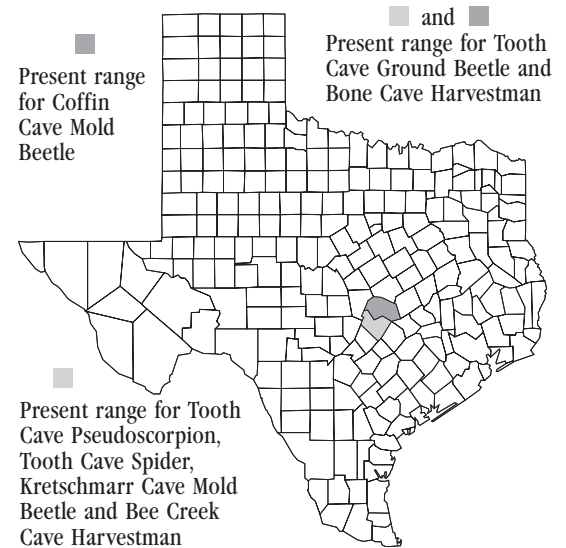 and
Present range for Tooth
Cave Ground Beetle and
Bone Cave Harvestman
Present range
for Coffin
Cave Mold
Beetle
Present range for Tooth
Cave Pseudoscorpion,
Tooth Cave Spider,
Kretschmarr Cave Mold
Beetle and Bee Creek
Cave Harvestman